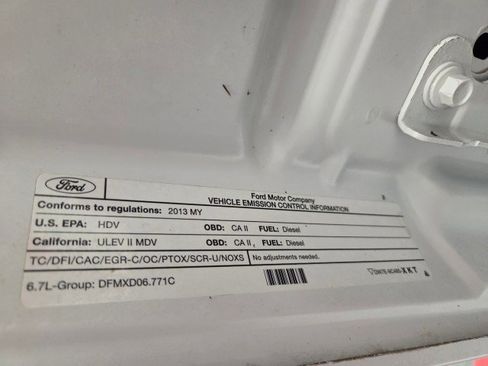 Ford
Ford Motor Company
VEHICLE EMISSION CONTROL INFORMATION
Conforms to regulations: 2013 MY
U.S. EPA: HDV OBD: CA II FUEL: Diesel
California: ULEV II MDV OBD: CA II, FUEL: Diesel
TC/DFI/CAC/EGR-C/OC/PTOX/SCR-U/NOXS No adjustments needed.
6.7L-Group: DFMXD06.771C
XKT